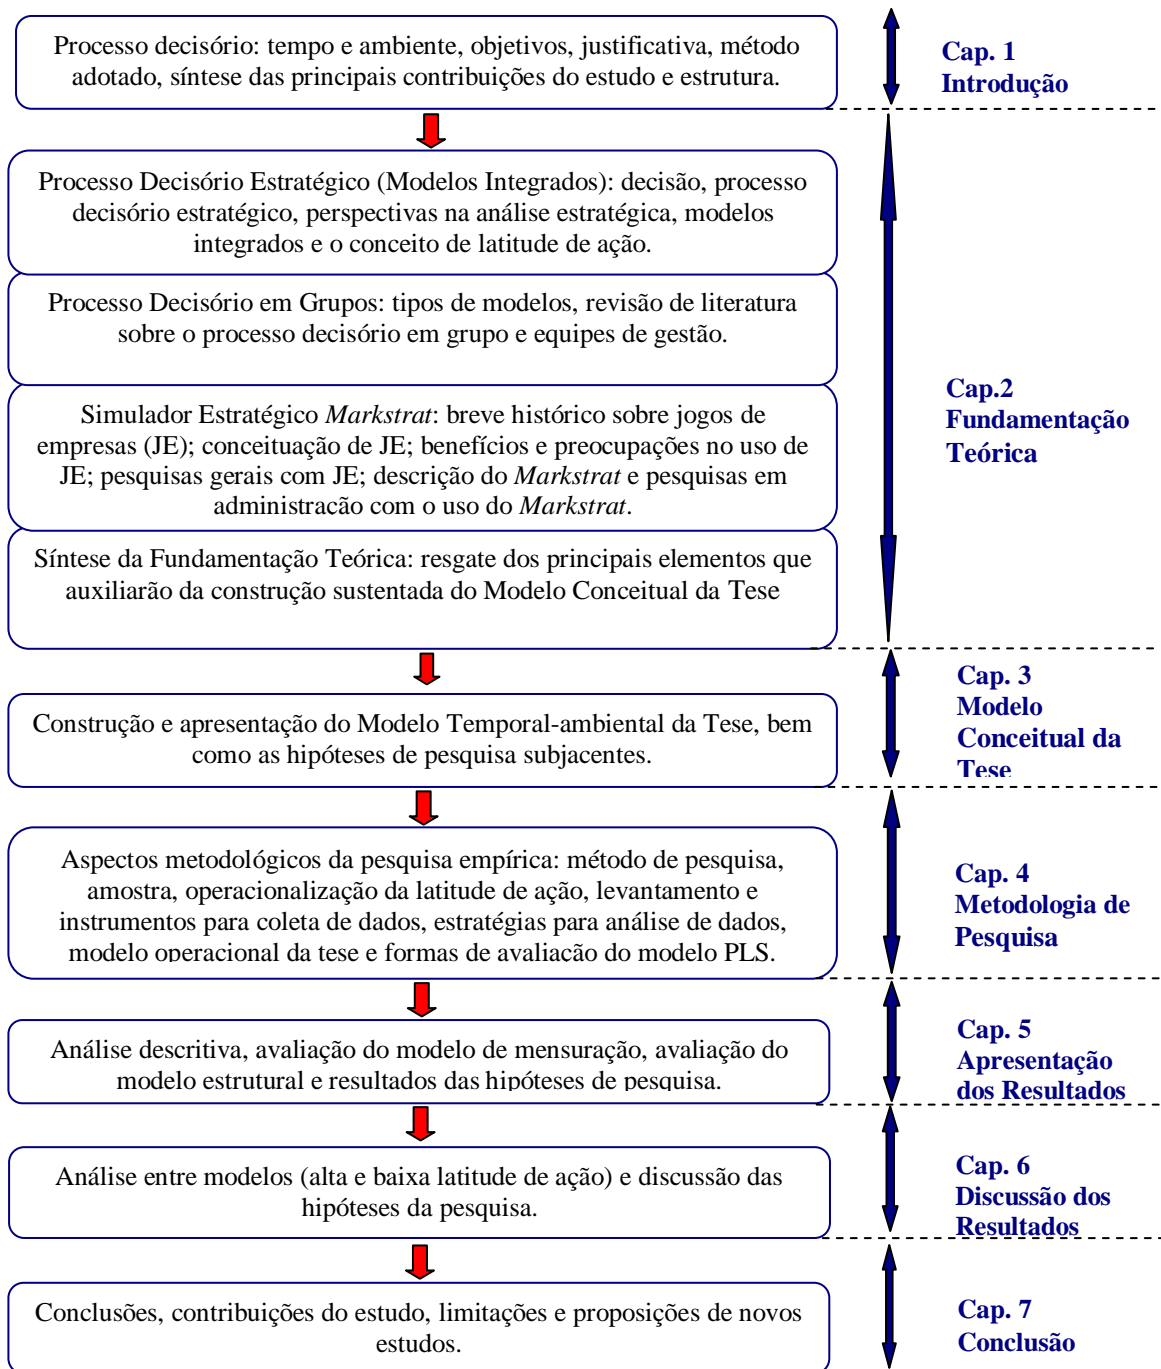 Processo decisório: tempo e ambiente, objetivos, justificativa, método
adotado, síntese das principais contribuições do estudo e estrutura.
Cap. 1
Introdução
Processo Decisório Estratégico (Modelos Integrados): decisão, processo
decisório estratégico, perspectivas na análise estratégica, modelos
integrados e o conceito de latitude de ação.
Processo Decisório em Grupos: tipos de modelos, revisão de literatura
sobre o processo decisório em grupo e equipes de gestão.
Simulador Estratégico Markstrat: breve histórico sobre jogos de
empresas (JE); conceituação de JE; benefícios e preocupações no uso de
JE; pesquisas gerais com JE; descrição do Markstrat e pesquisas em
administração com o uso do Markstrat.
Síntese da Fundamentação Teórica: resgate dos principais elementos que
auxiliarão da construção sustentada do Modelo Conceitual da Tese
Cap.2
Fundamentação
Teórica
Construção e apresentação do Modelo Temporal-ambiental da Tese, bem
como as hipóteses de pesquisa subjacentes.
Cap. 3
Modelo
Conceitual da
Tese
Aspectos metodológicos da pesquisa empírica: método de pesquisa,
amostra, operacionalização da latitude de ação, levantamento e
instrumentos para coleta de dados, estratégias para análise de dados,
modelo operacional da tese e formas de avaliação do modelo PLS.
Cap. 4
Metodologia de
Pesquisa
Análise descritiva, avaliação do modelo de mensuração, avaliação do
modelo estrutural e resultados das hipóteses de pesquisa.
Cap. 5
Apresentação
dos Resultados
Análise entre modelos (alta e baixa latitude de ação) e discussão das
hipóteses da pesquisa.
Cap. 6
Discussão dos
Resultados
Conclusões, contribuições do estudo, limitações e proposições de novos
estudos.
Cap. 7
Conclusão